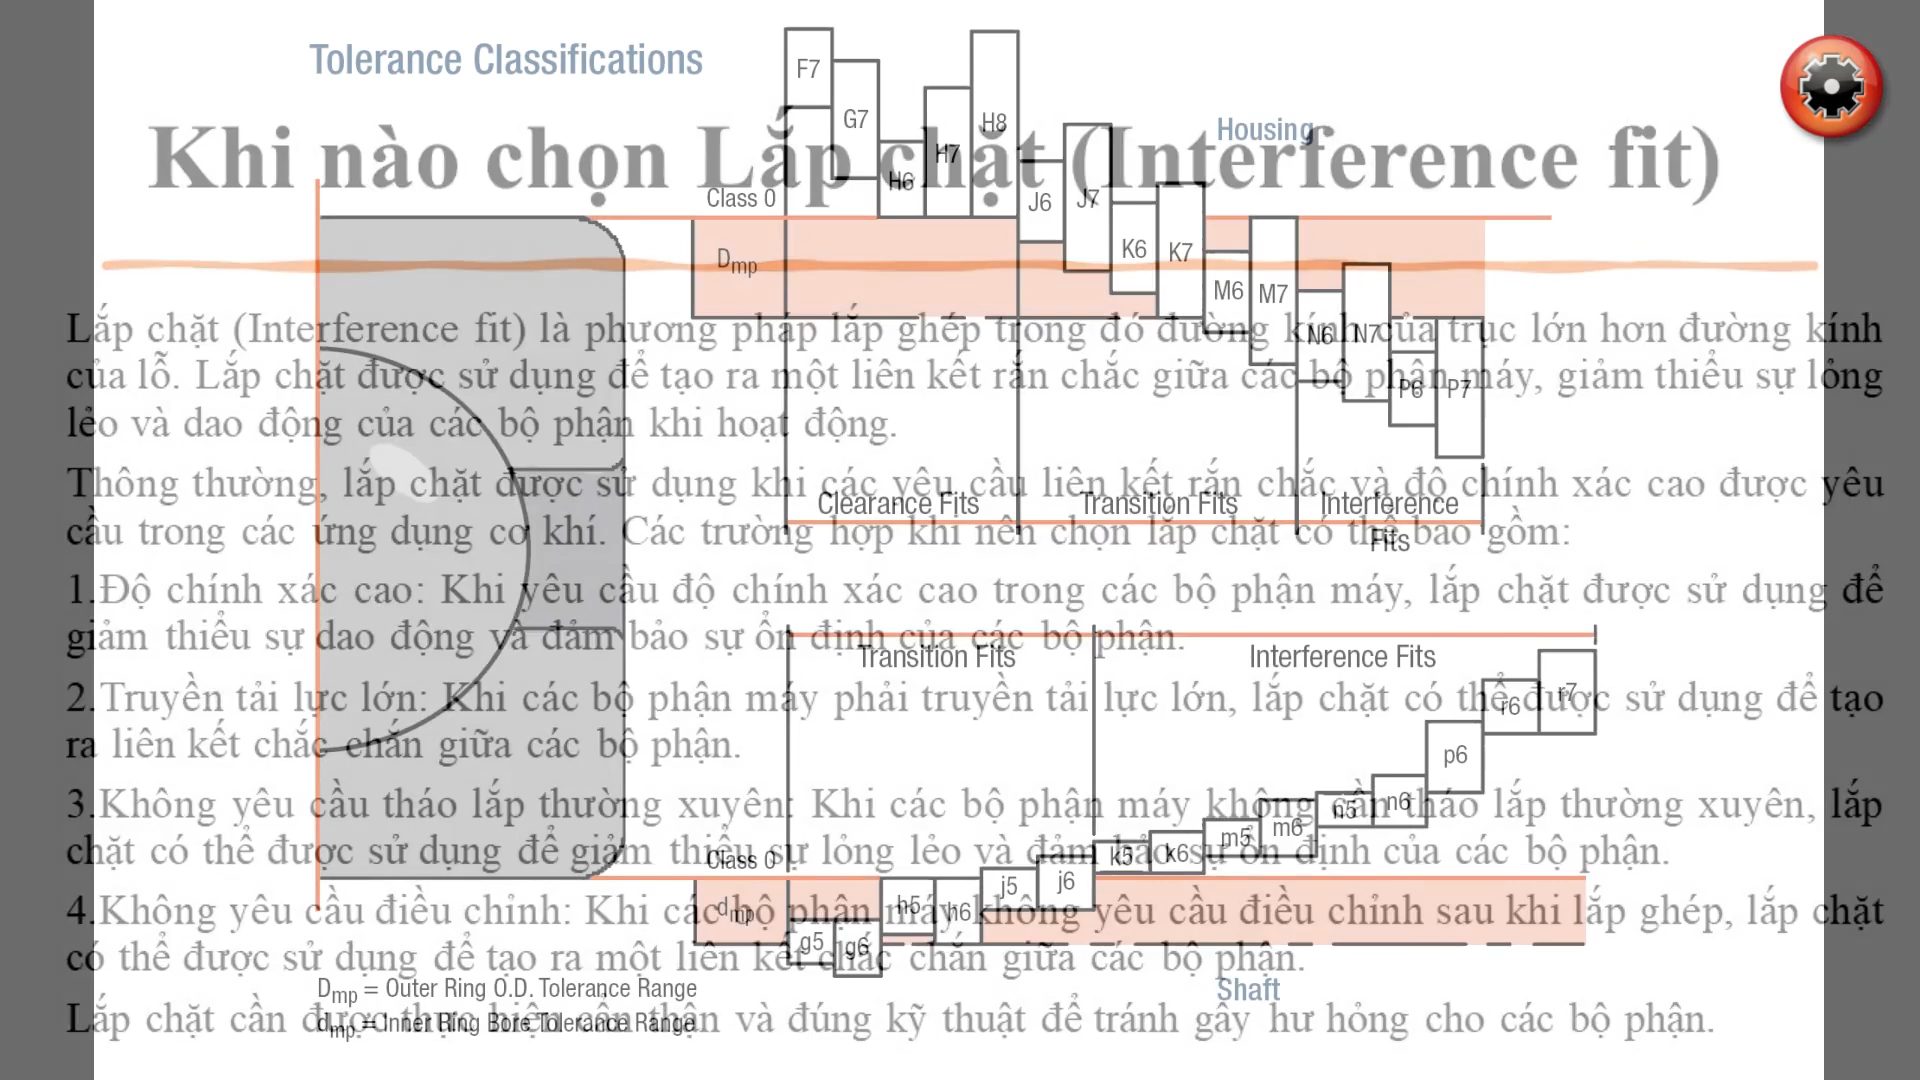 Tolerance Classifications
F7
G7
H6
H7
H8
Housing
Khi nào chọn Lắp chặt (Interference fit)
Class 0
J6
J7
K6
K7
Dmp
M6
M7
N6
N7
P6
P7
Lắp chặt (Interference fit) là phương pháp lắp ghép trong đó đường kính của trục lớn hơn đường kính
của lỗ. Lắp chặt được sử dụng để tạo ra một liên kết rắn chắc giữa các bộ phận máy, giảm thiểu sự lỏng
lẻo và dao động của các bộ phận khi hoạt động.
Thông thường, lắp chặt được sử dụng khi các yêu cầu liên kết rắn chắc và độ chính xác cao được yêu
cầu trong các ứng dụng cơ khí. Các trường hợp khi nên chọn lắp chặt có thể bao gồm:
Clearance Fits
Transition Fits
Interference
Fits
1.Độ chính xác cao: Khi yêu cầu độ chính xác cao trong các bộ phận máy, lắp chặt được sử dụng để
giảm thiểu sự dao động và đảm bảo sự ổn định của các bộ phận.
Transition Fits
Interference Fits
2.Truyền tải lực lớn: Khi các bộ phận máy phải truyền tải lực lớn, lắp chặt có thể được sử dụng để tạo
ra liên kết chắc chắn giữa các bộ phận.
r6
r7
p6
3.Không yêu cầu tháo lắp thường xuyên: Khi các bộ phận máy không cần tháo lắp thường xuyên, lắp
chặt có thể được sử dụng để giảm thiểu sự lỏng lẻo và đảm bảo sự ổn định của các bộ phận.
n5
n6
m5
m6
k5
k6
Class 0
j5
j6
dmp
h5
h6
g5
g6
4.Không yêu cầu điều chỉnh: Khi các bộ phận máy không yêu cầu điều chỉnh sau khi lắp ghép, lắp chặt
có thể được sử dụng để tạo ra một liên kết chắc chắn giữa các bộ phận.
Shaft
Dmp = Outer Ring O.D. Tolerance Range
dmp = Inner Ring Bore Tolerance Range
Lắp chặt cần được thực hiện cẩn thận và đúng kỹ thuật để tránh gây hư hỏng cho các bộ phận.